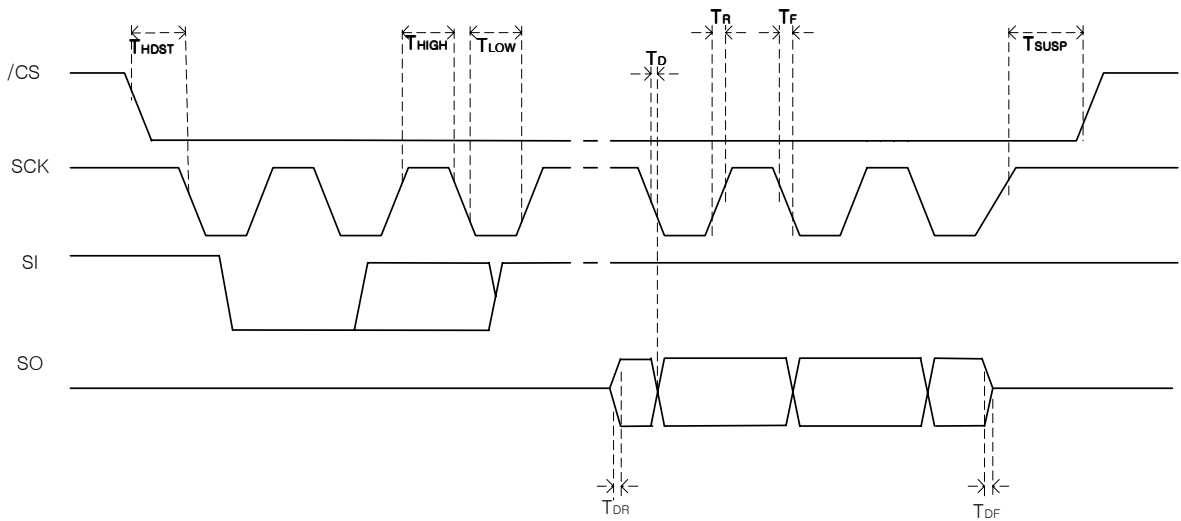 THDST
THIGH
TLOW
TD
TR
TF
TSUSP
/CS
SCK
SI
SO
TDR
TDF